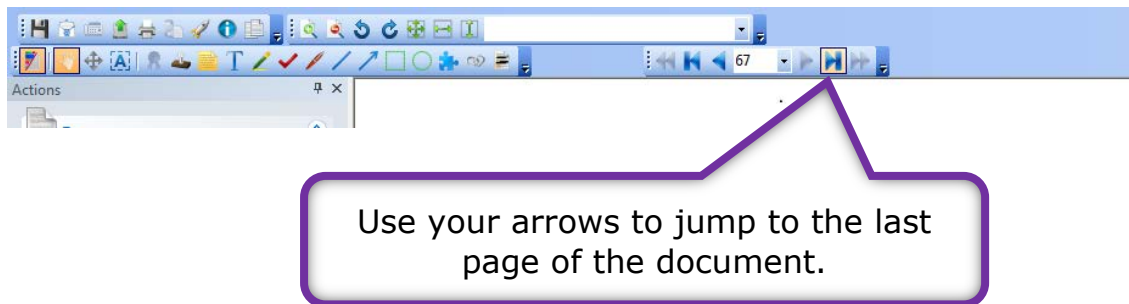 67
Actions
Use your arrows to jump to the last
page of the document.